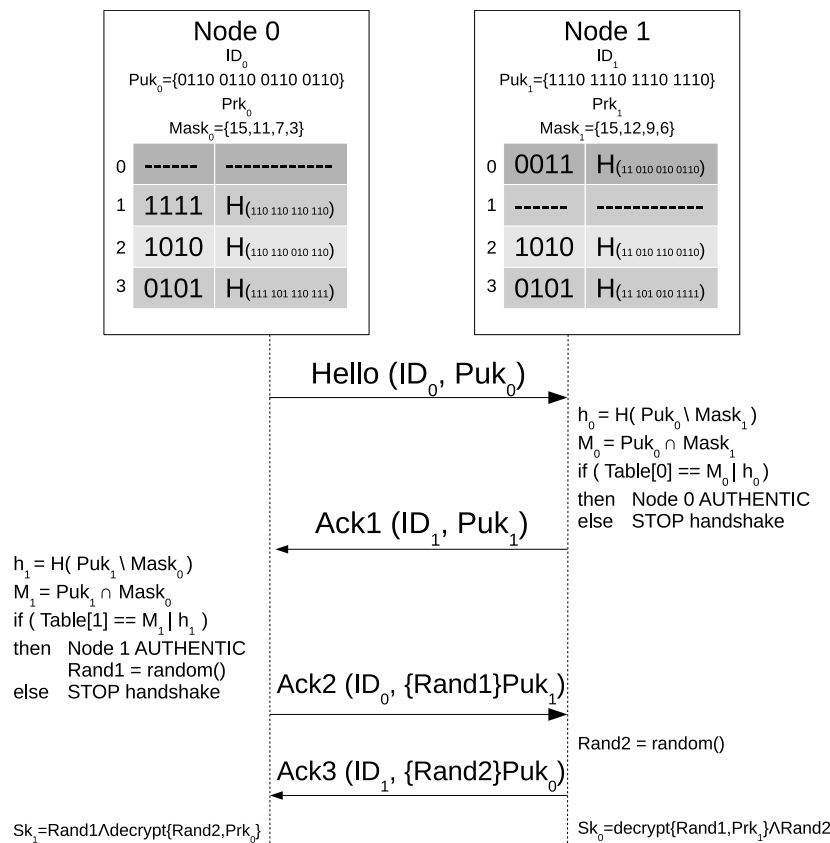 Node 0
ID₀
Puk₀={0110 0110 0110 0110}
Prk₀
Mask₀={15,11,7,3}
0 ------ ------------
1 1111 H(110 110 110 110)
2 1010 H(110 110 010 110)
3 0101 H(111 101 110 111)
Node 1
ID₁
Puk₁={1110 1110 1110 1110}
Prk₁
Mask₁={15,12,9,6}
0 0011 H(11 010 010 0110)
1 ------ ------------
2 1010 H(11 010 110 0110)
3 0101 H(11 101 010 1111)
Hello (ID₀, Puk₀)
h₀ = H( Puk₀ \ Mask₁ )
M₀ = Puk₀ ∩ Mask₁
if ( Table[0] == M₀ | h₀ )
then Node 0 AUTHENTIC
else STOP handshake
Ack1 (ID₁, Puk₁)
h₁ = H( Puk₁ \ Mask₀ )
M₁ = Puk₁ ∩ Mask₀
if ( Table[1] == M₁ | h₁ )
then Node 1 AUTHENTIC
Rand1 = random()
else STOP handshake
Ack2 (ID₀, {Rand1}Puk₁)
Rand2 = random()
Ack3 (ID₁, {Rand2}Puk₀)
Sk₁=Rand1Λdecrypt{Rand2,Prk₀}
Sk₀=decrypt{Rand1,Prk₁}ΛRand2